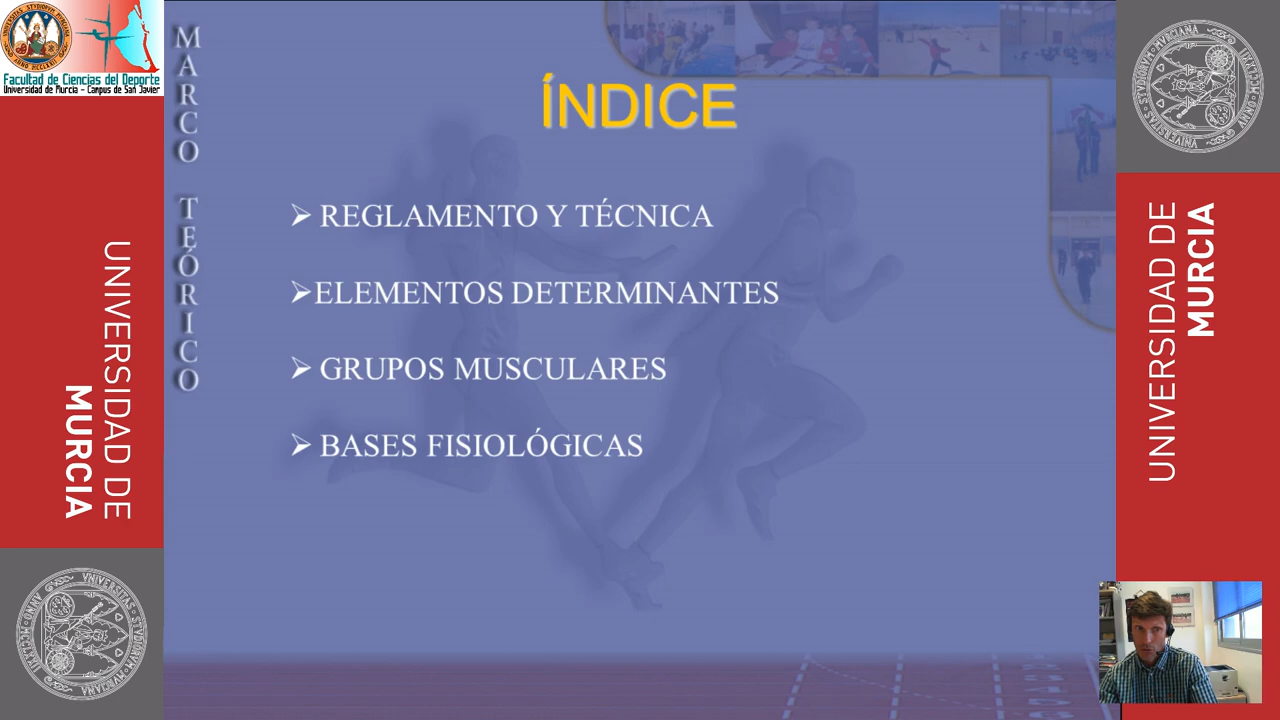 Facultad de Ciencias del Deporte
Universidad de Murcia - Campus de San Javier
MARCO TEÓRICO
ÍNDICE
REGLAMENTO Y TÉCNICA
ELEMENTOS DETERMINANTES
GRUPOS MUSCULARES
BASES FISIOLÓGICAS
UNIVERSIDAD DE
MURCIA
UNIVERSIDAD DE
MURCIA